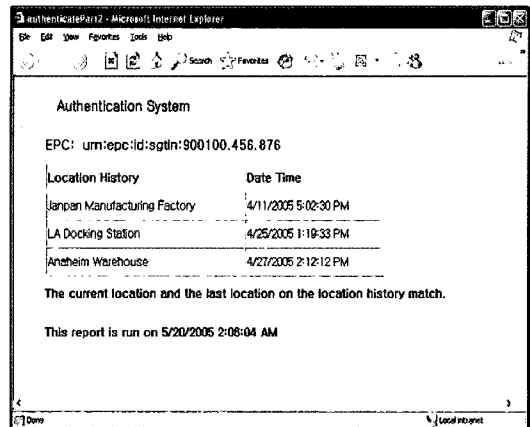 authenticatePart2 - Microsoft Internet Explorer
File Edit View Favorites Tools Help
Search Favorites
Authentication System
EPC: urn:epc:id:sgtin:900100.456.876
Location History Date Time
Janpan Manufacturing Factory 4/11/2005 5:02:30 PM
LA Docking Station 4/25/2005 1:19:33 PM
Anaheim Warehouse 4/27/2005 2:12:12 PM
The current location and the last location on the location history match.
This report is run on 5/20/2005 2:06:04 AM
Done Local intranet